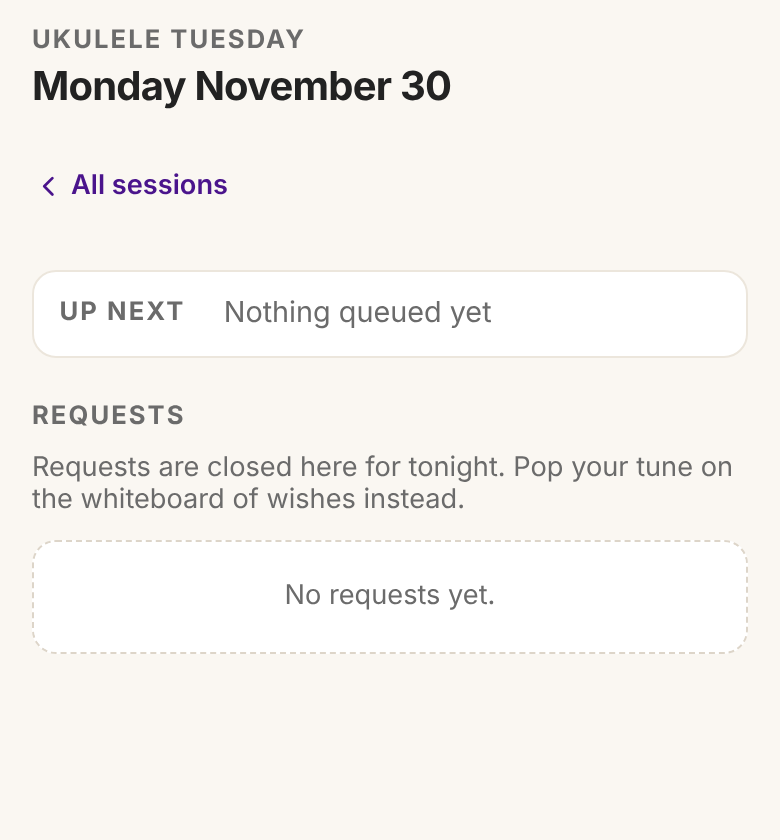 UKULELE TUESDAY
Monday November 30
All sessions
UP NEXT Nothing queued yet
REQUESTS
Requests are closed here for tonight. Pop your tune on
the whiteboard of wishes instead.
No requests yet.